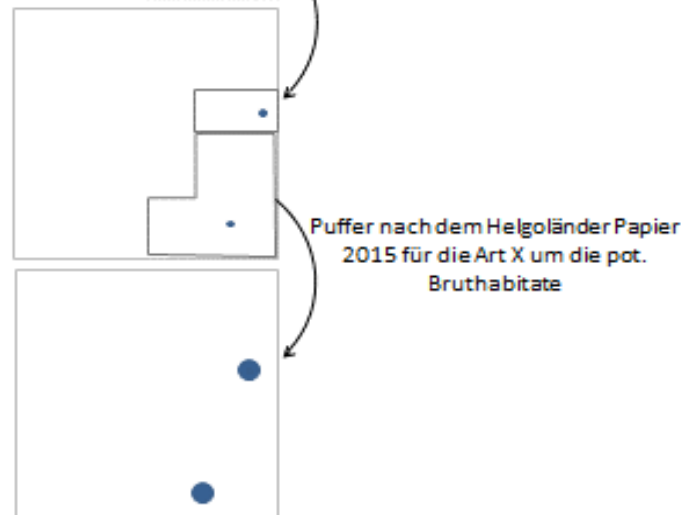 Puffer nach dem Helgoländer Papier
2015 für die Art X um die pot.
Bruthabitate